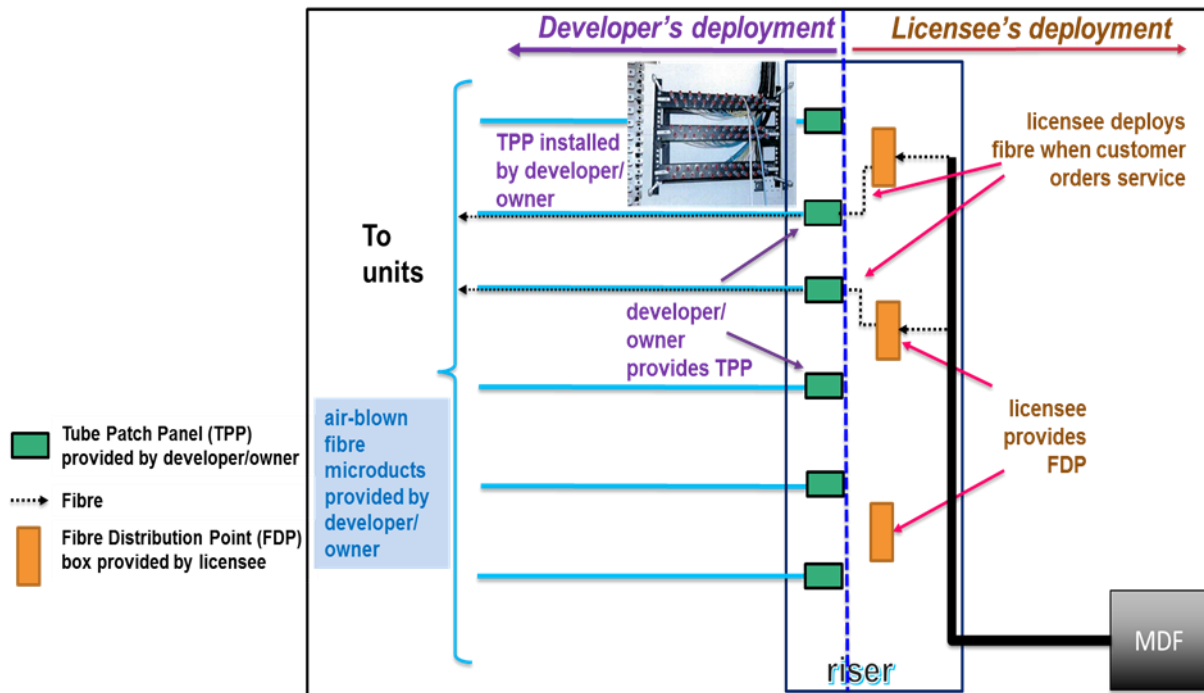 Developer's deployment
Licensee's deployment
TPP installed
by developer/
owner
licensee deploys
fibre when customer
orders service
To
units
developer/
owner
provides TPP
air-blown
fibre
microducts
provided by
developer/
owner
licensee
provides
FDP
Tube Patch Panel (TPP)
provided by developer/owner
Fibre
Fibre Distribution Point (FDP)
box provided by licensee
MDF
riser